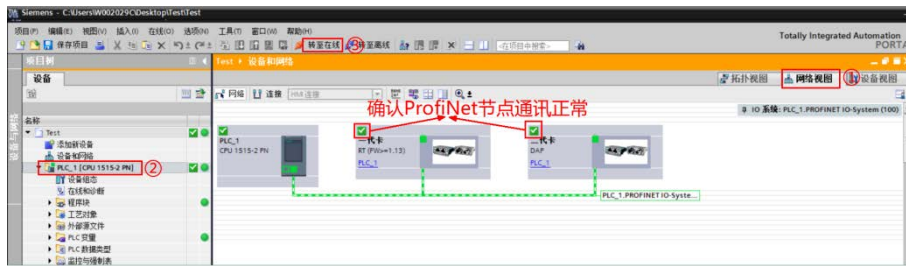 Siemens - C:\Users\W002029C\Desktop\Test\Test
项目(P) 编辑(E) 视图(V) 插入(I) 在线(O) 选项(N) 工具(T) 窗口(W) 帮助(H)
Totally Integrated Automation
PORTA
保存项目 转至在线 ③ 转至离线 <在项目中搜索>
项目树
Test ▸ 设备和网络
设备
拓扑视图 网络视图 ① 设备视图
网络 连接 HMI 连接
确认ProfiNet节点通讯正常
IO 系统: PLC_1.PROFINET IO-System (100)
名称
Test
添加新设备
设备和网络
PLC_1 [CPU 1515-2 PN] ②
设备组态
在线和诊断
程序块
工艺对象
外部源文件
PLC 变量
PLC 数据类型
监控与强制表
PLC_1
CPU 1515-2 PN
二代卡
RT (FW>=1.13)
PLC_1
二代卡
DAP
PLC_1
PLC_1.PROFINET IO-Syste...